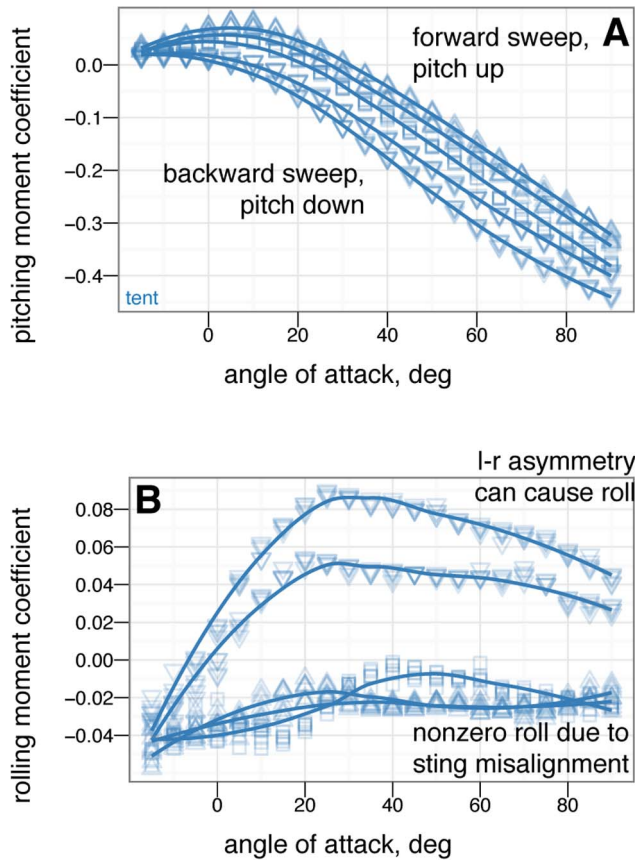 A
forward sweep,
pitch up
pitching moment coefficient
0.0
−0.1
−0.2
−0.3
−0.4
backward sweep,
pitch down
tent
0 20 40 60 80
angle of attack, deg
l-r asymmetry
can cause roll
B
rolling moment coefficient
0.08
0.06
0.04
0.02
0.00
−0.02
−0.04
nonzero roll due to
sting misalignment
0 20 40 60 80
angle of attack, deg